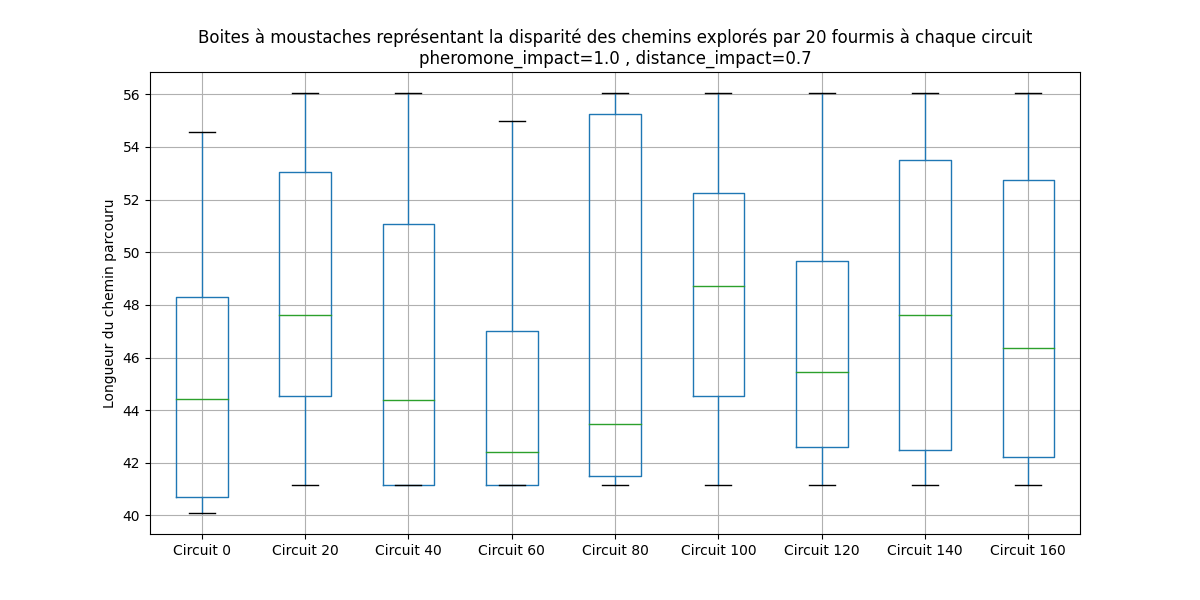 Boites à moustaches représentant la disparité des chemins explorés par 20 fourmis à chaque circuit
pheromone_impact=1.0 , distance_impact=0.7
Longueur du chemin parcouru
56
54
52
50
48
46
44
42
40
Circuit 0
Circuit 20
Circuit 40
Circuit 60
Circuit 80
Circuit 100
Circuit 120
Circuit 140
Circuit 160